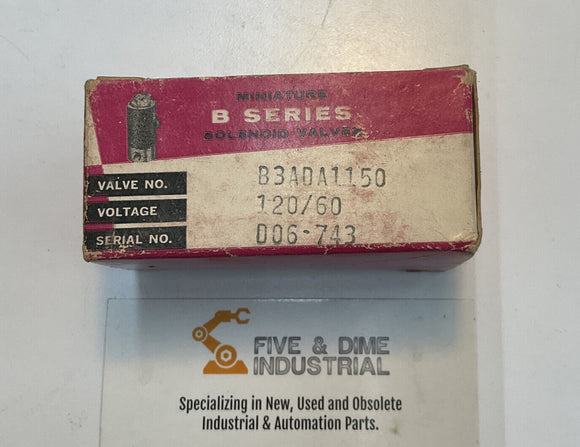 MINIATURE
B SERIES
SOLENOID VALVES
VALVE NO. B3ADA1150
VOLTAGE 120/60
SERIAL NO. D06-743
FIVE & DIME
INDUSTRIAL
Specializing in New, Used and Obsolete
Industrial & Automation Parts.